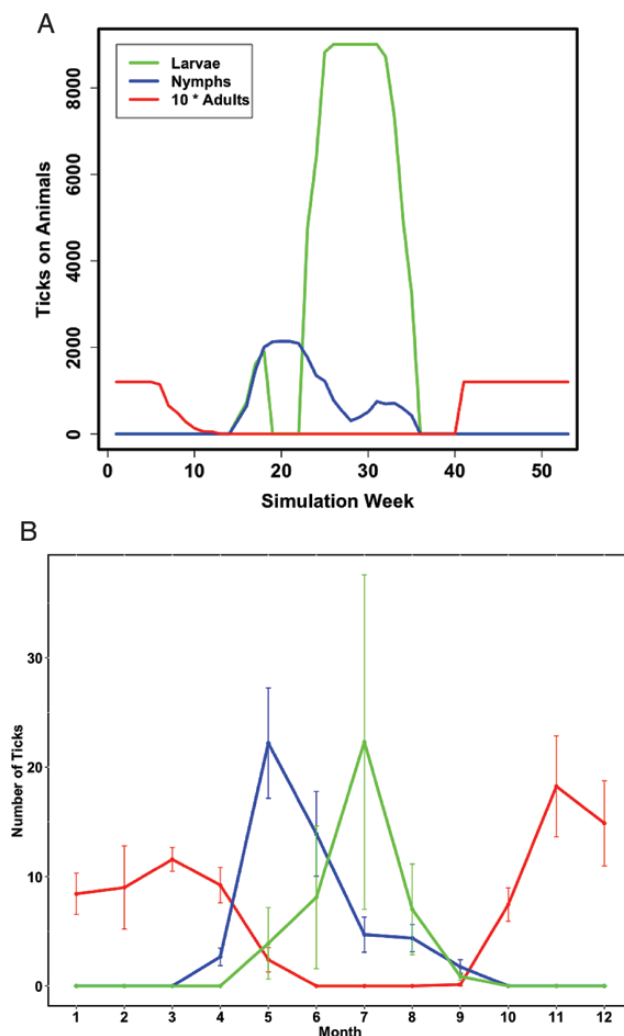 A
Larvae
Nymphs
10 * Adults
Ticks on Animals
8000
6000
4000
2000
0
0 10 20 30 40 50
Simulation Week
B
Number of Ticks
30
20
10
0
1 2 3 4 5 6 7 8 9 10 11 12
Month